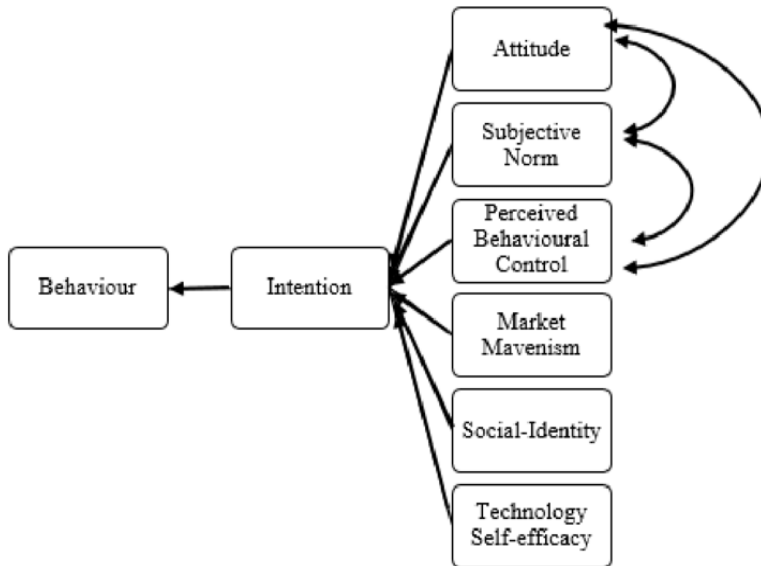 Attitude
Subjective
Norm
Perceived
Behavioural
Control
Behaviour
Intention
Market
Mavenism
Social-Identity
Technology
Self-efficacy